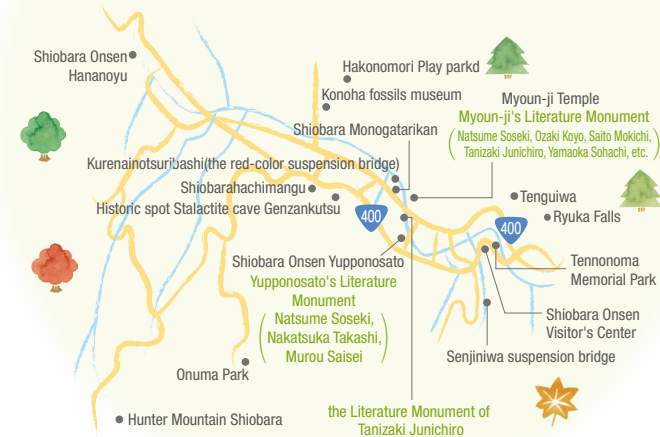 Shiobara Onsen
Hananoyu
Hakonomori Play parkd
Konoha fossils museum
Myoun-ji Temple
Myoun-ji's Literature Monument
(Natsume Soseki, Ozaki Koyo, Saito Mokichi,
Tanizaki Junichiro, Yamaoka Sohachi, etc.)
Shiobara Monogatarikan
Kurenainotsuribashi(the red-color suspension bridge)
Shiobarahachimangu
Historic spot Stalactite cave Genzankutsu
400
Tenguiwa
Ryuka Falls
400
Shiobara Onsen Yupponosato
Yupponosato's Literature
Monument
(Natsume Soseki,
Nakatsuka Takashi,
Murou Saisei)
Tennonoma
Memorial Park
Shiobara Onsen
Visitor's Center
Senjiniwa suspension bridge
Onuma Park
Hunter Mountain Shiobara
the Literature Monument of
Tanizaki Junichiro